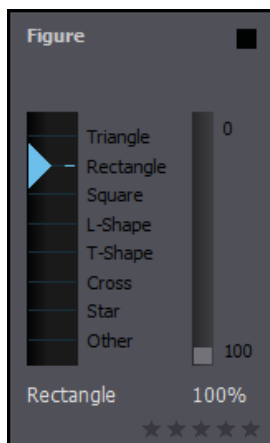 Figure
Triangle
0
Rectangle
Square
L-Shape
T-Shape
Cross
Star
Other
100
Rectangle 100%